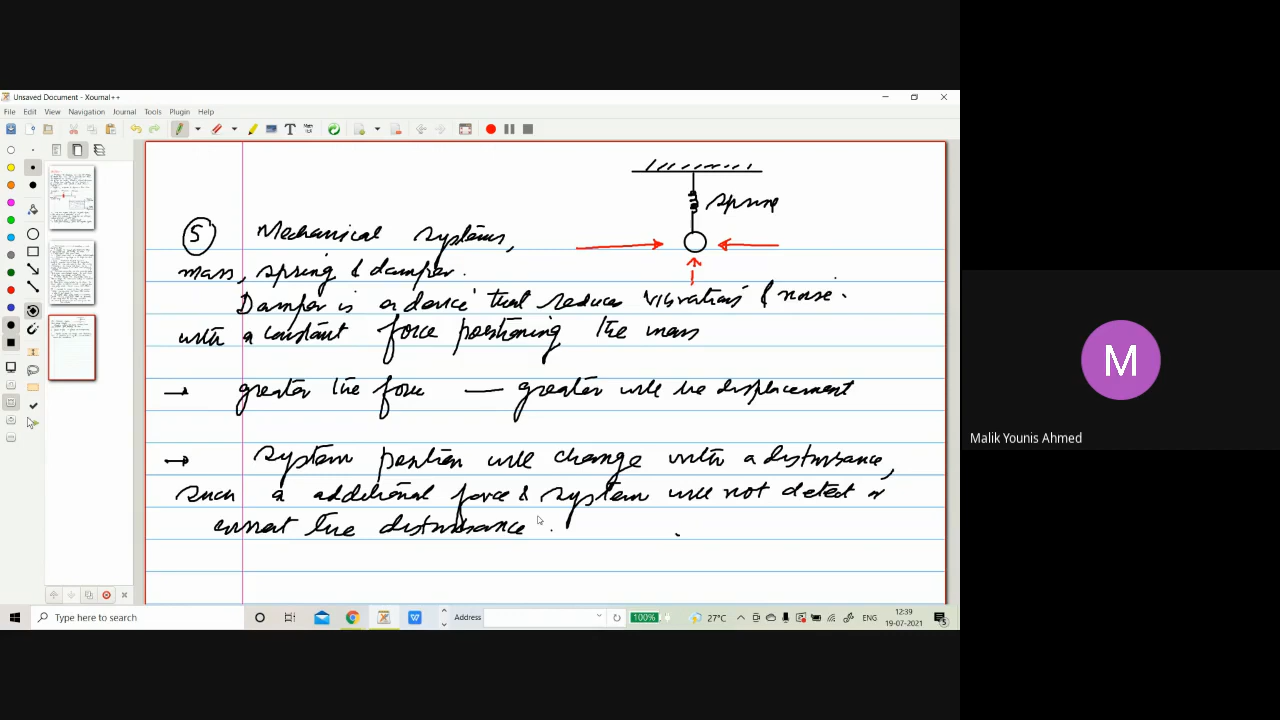 Unsaved Document - Xournal++
File Edit View Navigation Journal Tools Plugin Help
spring
5 Mechanical systems,
mass, spring & damper.
Damper is a device that reduces vibrations & noise.
with a constant force positioning the mass
→ greater the force — greater will be displacement
→ system position will change with a disturbance,
such a additional force & system will not detect or
correct the disturbance.
M
Malik Younis Ahmed
Type here to search
Address
100%
27°C
ENG
12:39
19-07-2021
5